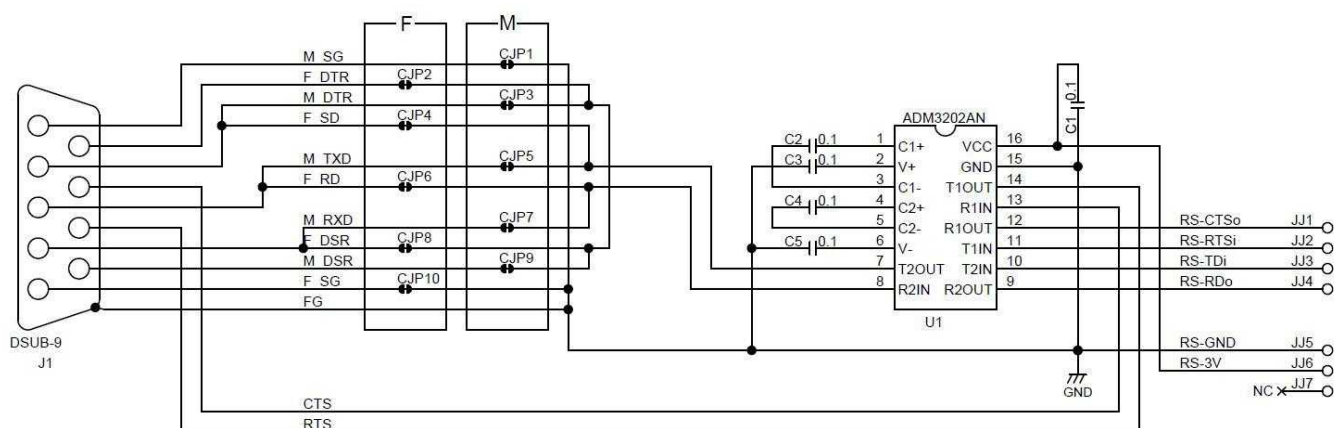 F M
M SG CJP1
F DTR CJP2
M DTR CJP3
F SD CJP4
M TXD CJP5
F RD CJP6
M RXD CJP7
F DSR CJP8
M DSR CJP9
F SG CJP10
FG
DSUB-9
J1
CTS
RTS
C1 0.1
ADM3202AN
C2 0.1 1 C1+ VCC 16
C3 0.1 2 V+ GND 15
3 C1- T1OUT 14
C4 0.1 4 C2+ R1IN 13
5 C2- R1OUT 12 RS-CTSo JJ1
C5 0.1 6 V- T1IN 11 RS-RTSi JJ2
7 T2OUT T2IN 10 RS-TDi JJ3
8 R2IN R2OUT 9 RS-RDo JJ4
U1
RS-GND JJ5
RS-3V JJ6
GND
NC JJ7